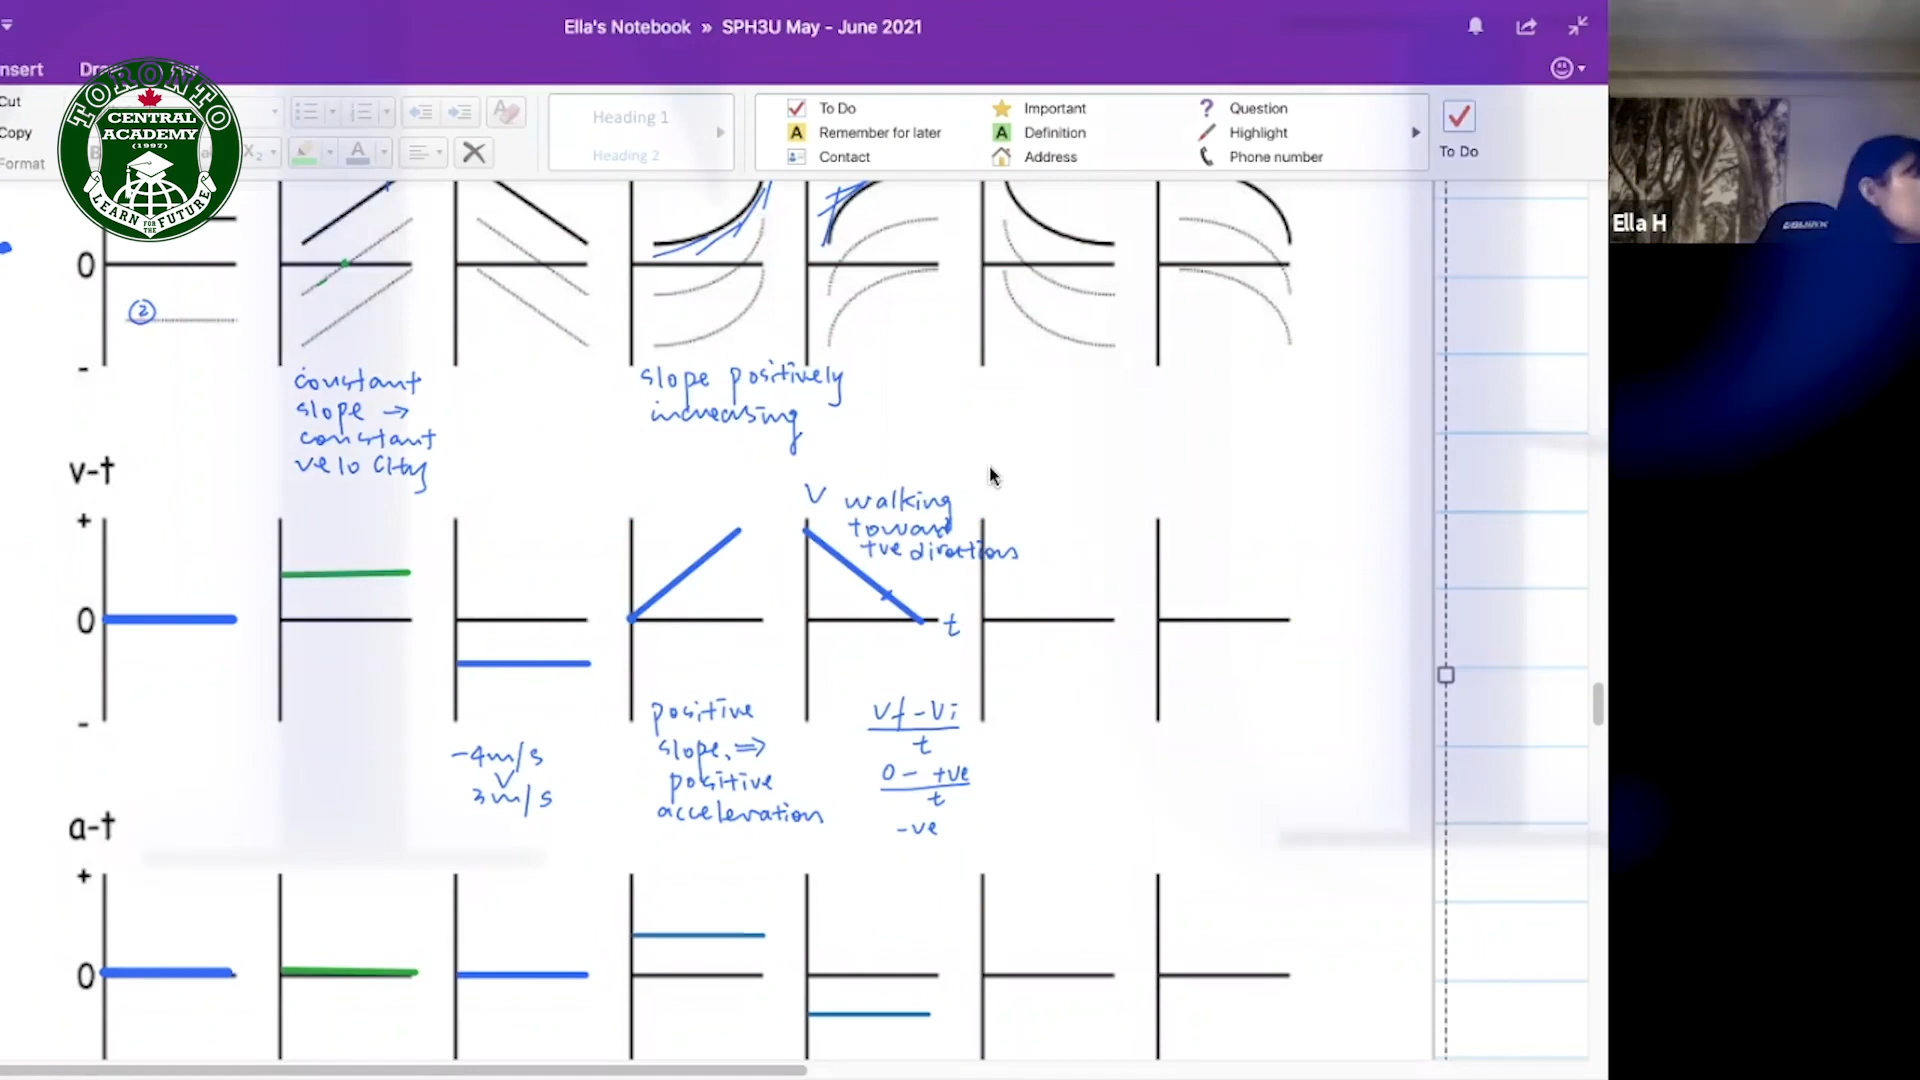 Ella's Notebook » SPH3U May - June 2021
nsert
Cut
Copy
Format
TORONTO
CENTRAL
ACADEMY
(1997)
LEARN FOR THE FUTURE
Heading 1
Heading 2
To Do
Important
Question
Remember for later
Definition
Highlight
Contact
Address
Phone number
To Do
Ella H
0
②
-
constant
slope →
constant
velocity
slope positively
increasing
v-t
+
0
-
V walking
toward
+ve directions
t
-4m/s
V
3m/s
positive
slope. ⇒
positive
acceleration
Vf-Vi
t
0 - +ve
t
-ve
a-t
+
0